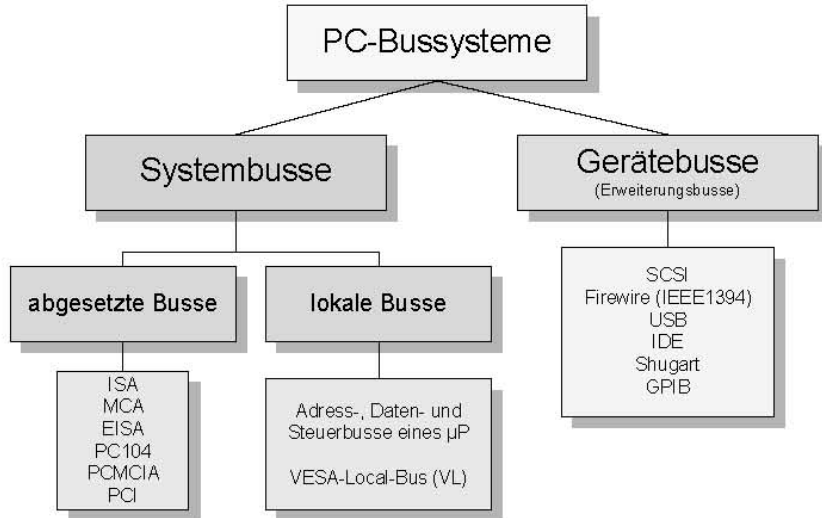 PC-Bussysteme
Systembusse
Gerätebusse
(Erweiterungsbusse)
abgesetzte Busse
lokale Busse
ISA
MCA
EISA
PC104
PCMCIA
PCI
Adress-, Daten- und
Steuerbusse eines µP
VESA-Local-Bus (VL)
SCSI
Firewire (IEEE1394)
USB
IDE
Shugart
GPIB